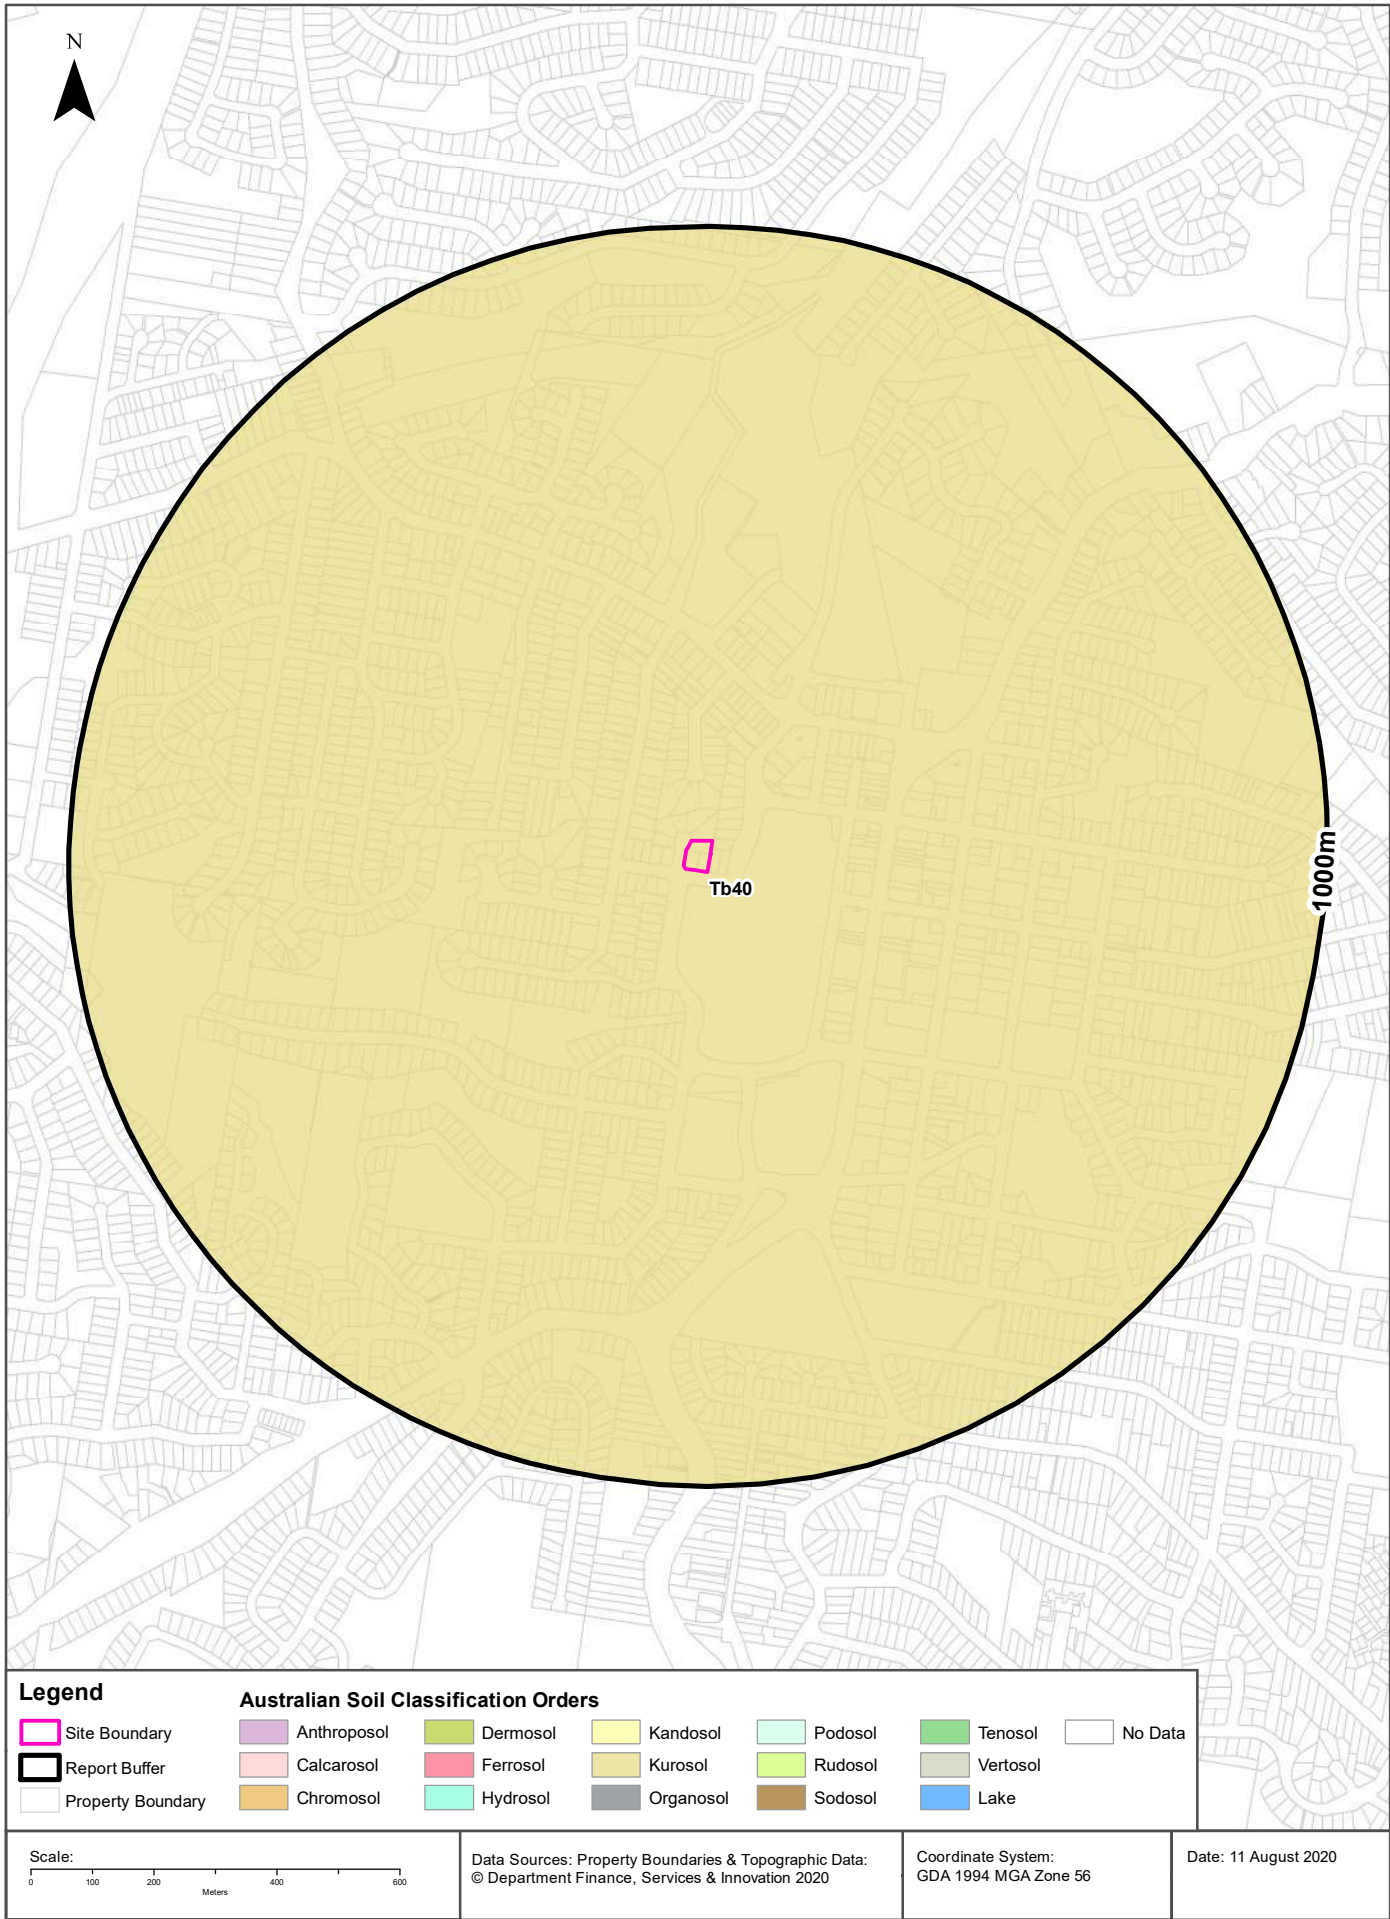 N
1000m
Tb40
Legend
Site Boundary
Report Buffer
Property Boundary
Australian Soil Classification Orders
Anthroposol
Calcarosol
Chromosol
Dermosol
Ferrosol
Hydrosol
Kandosol
Kurosol
Organosol
Podosol
Rudosol
Sodosol
Tenosol
Vertosol
Lake
No Data
Scale:
0 100 200 400 600
Meters
Data Sources: Property Boundaries & Topographic Data:
© Department Finance, Services & Innovation 2020
Coordinate System:
GDA 1994 MGA Zone 56
Date: 11 August 2020